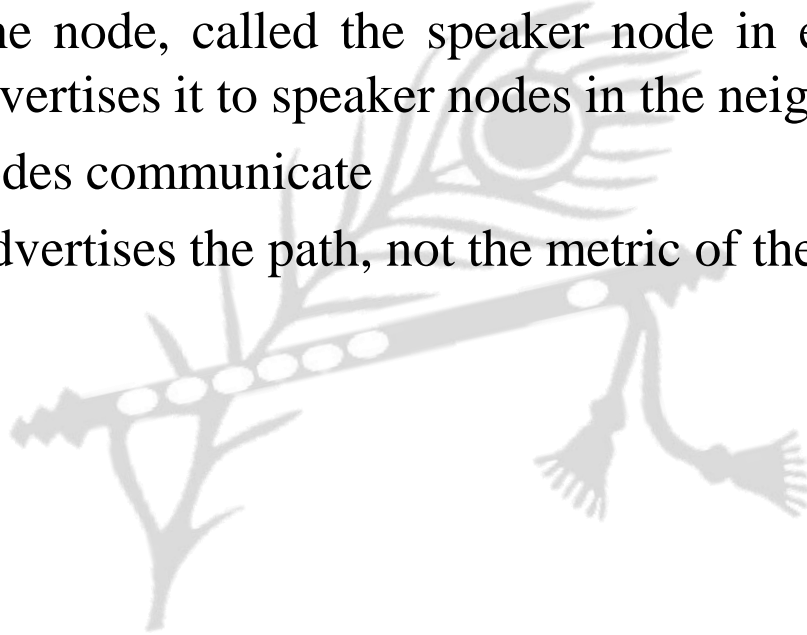 ne node, called the speaker node in e
vertises it to speaker nodes in the neig
des communicate
dvertises the path, not the metric of the